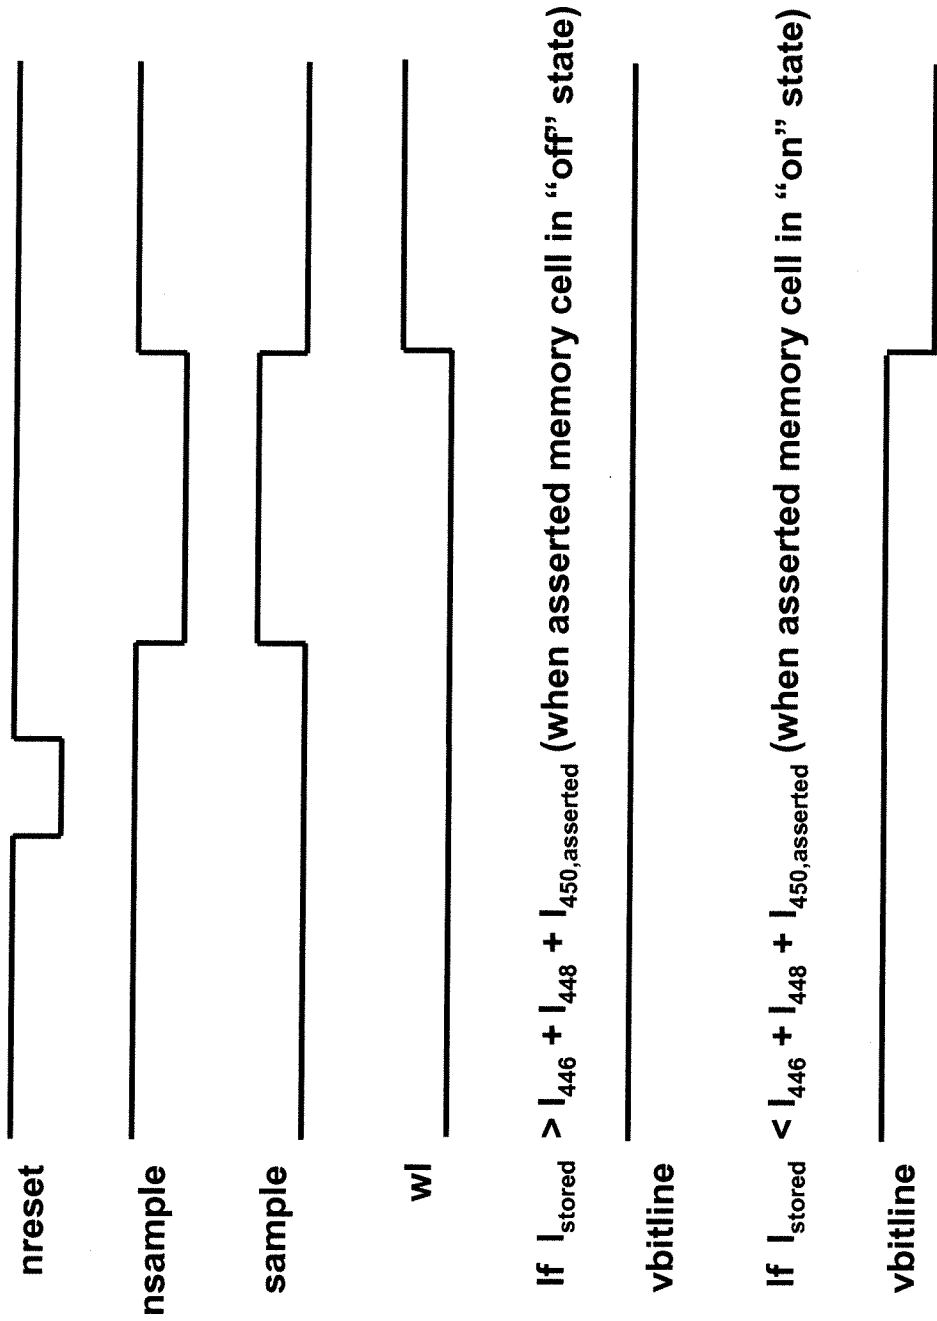 nreset
nsample
sample
wl
If I_stored > I_446 + I_448 + I_450,asserted (when asserted memory cell in “off” state)
vbitline
If I_stored < I_446 + I_448 + I_450,asserted (when asserted memory cell in “on” state)
vbitline